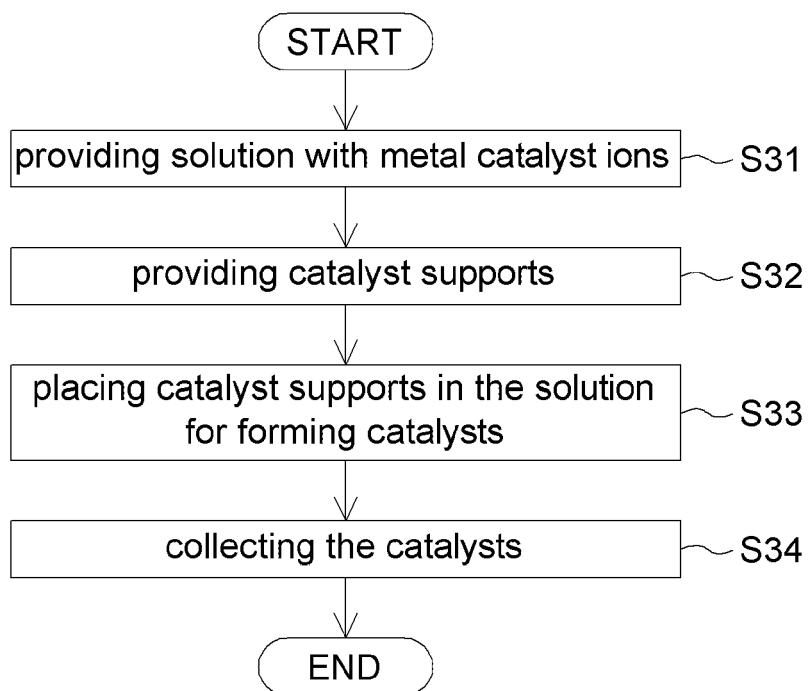 START
providing solution with metal catalyst ions
S31
providing catalyst supports
S32
placing catalyst supports in the solution
for forming catalysts
S33
collecting the catalysts
S34
END